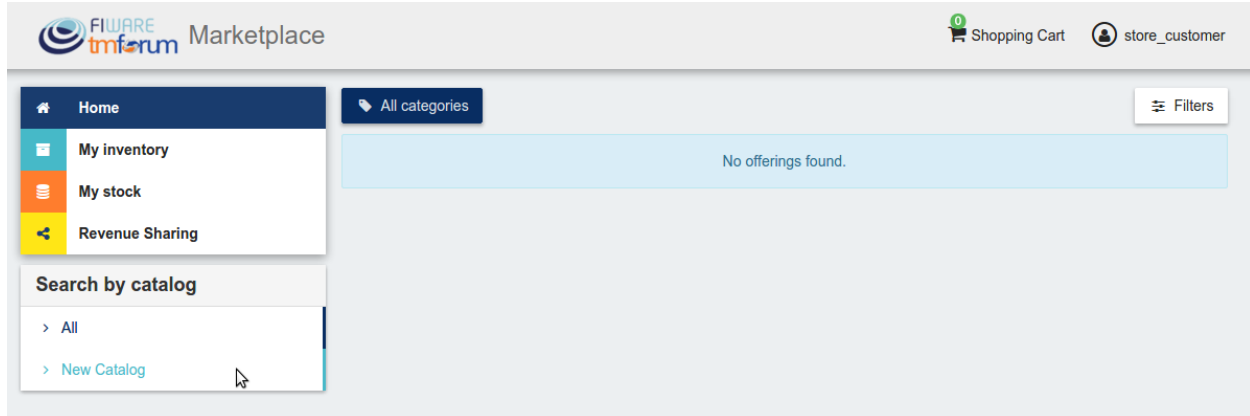 FIWARE
tmforum
Marketplace
0
Shopping Cart
store_customer
Home
My inventory
My stock
Revenue Sharing
Search by catalog
All
New Catalog
All categories
Filters
No offerings found.